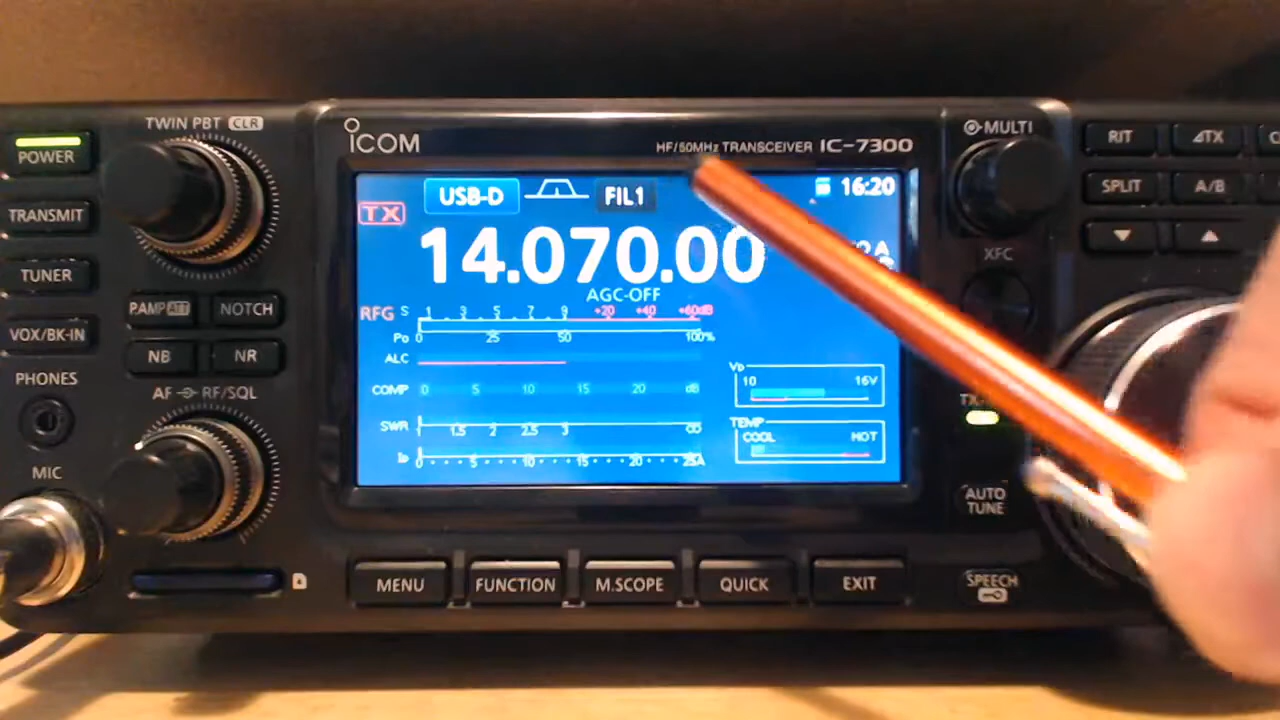 TWIN PBT CLR
ICOM
HF/50MHz TRANSCEIVER IC-7300
MULTI
RIT
⊿TX
POWER
USB-D
FIL1
16:20
SPLIT
A/B
TRANSMIT
TX
14.070.00
TUNER
AGC-OFF
XFC
P.AMP ATT
NOTCH
RFG
S 1 . 3 . 5 . 7 . 9 +20 +40 +60dB
VOX/BK-IN
Po 0 25 50 100%
NB
NR
ALC
PHONES
AF RF/SQL
COMP 0 5 10 15 20 dB
VD
10 16V
SWR 1 1.5 2 2.5 3 ∞
TEMP
COOL HOT
ID 0 5 10 15 20 25A
MIC
AUTO
TUNE
MENU
FUNCTION
M.SCOPE
QUICK
EXIT
SPEECH